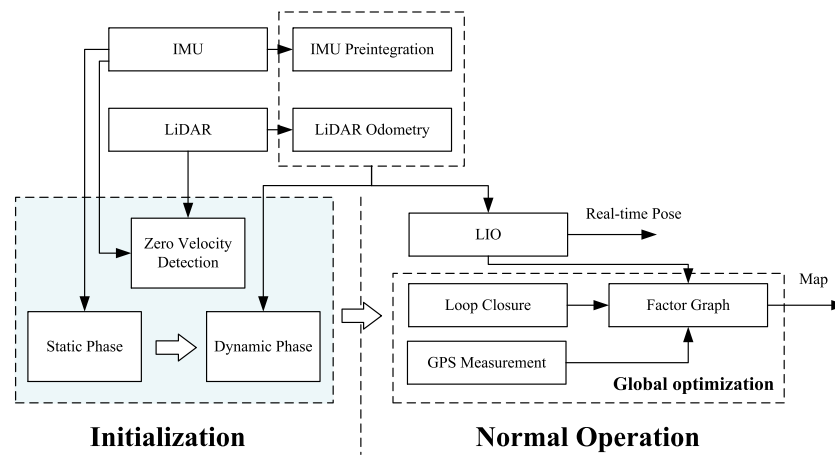 IMU
IMU Preintegration
LiDAR
LiDAR Odometry
Zero Velocity
Detection
Static Phase
Dynamic Phase
LIO
Real-time Pose
Loop Closure
Factor Graph
Map
GPS Measurement
Global optimization
Initialization
Normal Operation